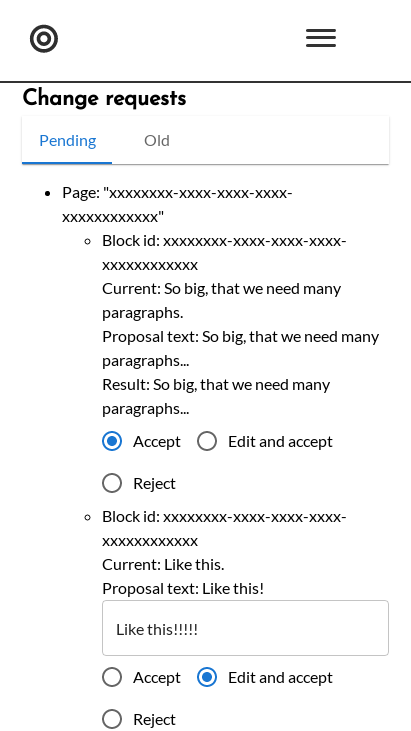 Change requests
Pending
Old
Page: "xxxxxxxx-xxxx-xxxx-xxxx-
xxxxxxxxxxxx"
Block id: xxxxxxxx-xxxx-xxxx-xxxx-
xxxxxxxxxxxx
Current: So big, that we need many
paragraphs.
Proposal text: So big, that we need many
paragraphs...
Result: So big, that we need many
paragraphs...
Accept
Edit and accept
Reject
Block id: xxxxxxxx-xxxx-xxxx-xxxx-
xxxxxxxxxxxx
Current: Like this.
Proposal text: Like this!
Like this!!!!!
Accept
Edit and accept
Reject